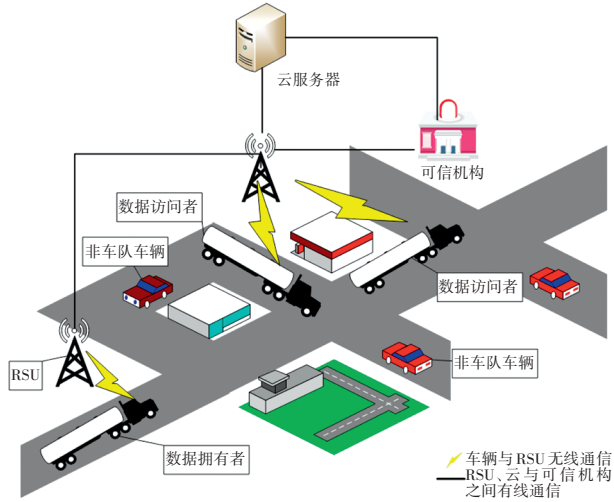 云服务器
可信机构
数据访问者
非车队车辆
数据访问者
非车队车辆
RSU
数据拥有者
车辆与RSU无线通信
RSU、云与可信机构
之间有线通信